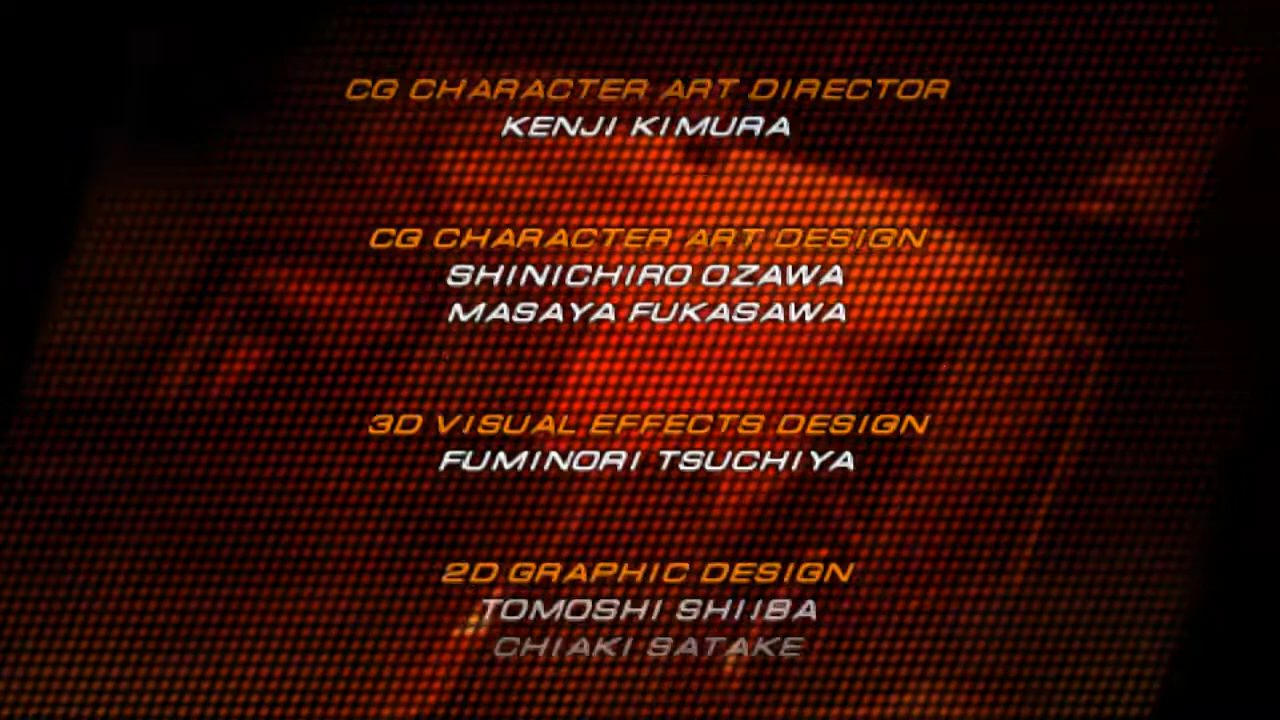 CG CHARACTER ART DIRECTOR
KENJI KIMURA
CG CHARACTER ART DESIGN
SHINICHIRO OZAWA
MASAYA FUKASAWA
3D VISUAL EFFECTS DESIGN
FUMINORI TSUCHIYA
2D GRAPHIC DESIGN
TOMOSHI SHIIBA
CHIAKI SATAKE